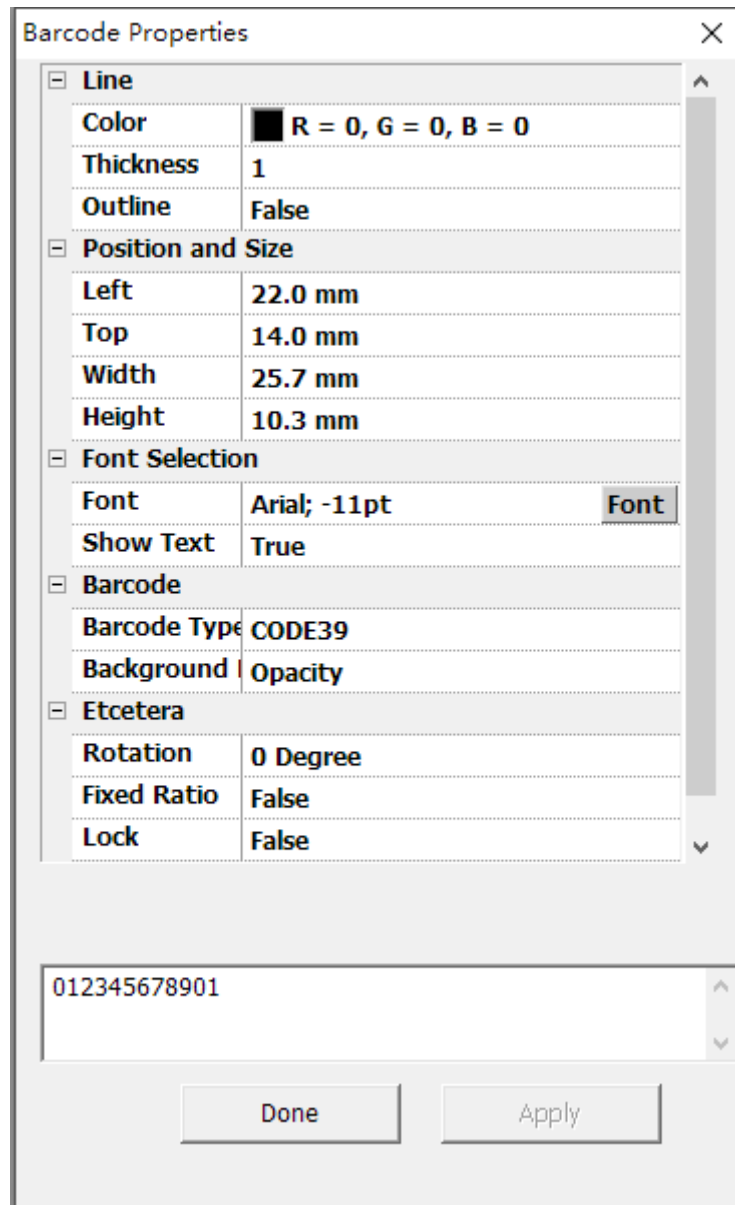 Barcode Properties
Line
Color R = 0, G = 0, B = 0
Thickness 1
Outline False
Position and Size
Left 22.0 mm
Top 14.0 mm
Width 25.7 mm
Height 10.3 mm
Font Selection
Font Arial; -11pt Font
Show Text True
Barcode
Barcode Type CODE39
Background Opacity
Etcetera
Rotation 0 Degree
Fixed Ratio False
Lock False
012345678901
Done Apply